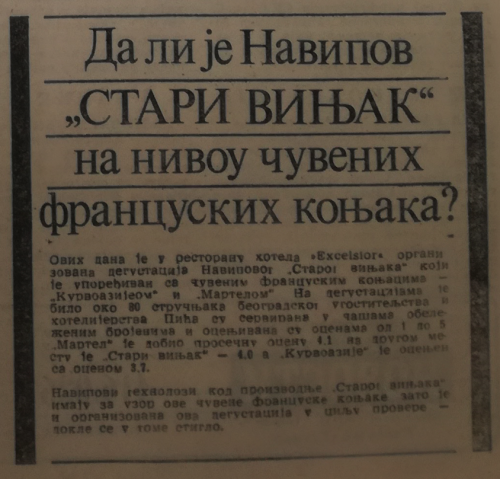 Да ли је Навипов
„СТАРИ ВИЊАК“
на нивоу чувених
француских коњака?
Ових дана је у ресторану хотела »Excelsior« органи
зована дегустација Навиповог „Старог вињака“ који
је упоређиван са чувеним француским коњацима —
„Курвоазијеом“ и „Мартелом“ На дегустацијама је
било око 80 стручњака београдског угоститељства и
хотелијерства Пића су сервирана у чашама обеле-
женим бројевима и оцењивана су оценама од 1 до 5
„Мартел“ је добио просечну оцену 4.1 на другом ме-
сту је „Стари вињак“ — 4.0 а „Курвоазије“ је оцењен
са оценом 3.7.
Навипови технолози код производње „Старог вињака“
имају за узор ове чувене француске коњаке зато је
и организована ова дегустација у циљу провере —
докле се у томе стигло.